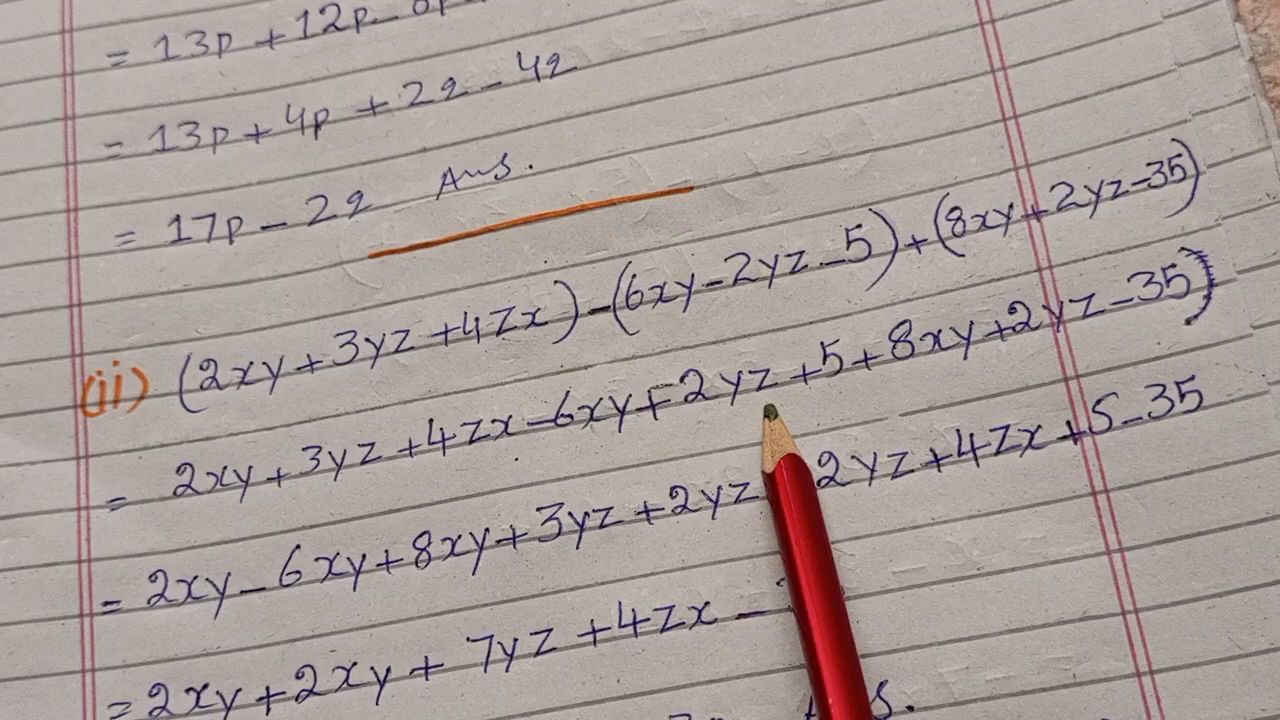 = 13p + 12p -
= 13p + 4p + 2q - 4q
= 17p - 2q Ans.
(ii) (2xy + 3yz + 4zx) - (6xy - 2yz - 5) + (8xy + 2yz - 35)
= 2xy + 3yz + 4zx - 6xy + 2yz + 5 + 8xy + 2yz - 35)
= 2xy - 6xy + 8xy + 3yz + 2yz 2yz + 4zx + 5 - 35
= 2xy + 2xy + 7yz + 4zx -